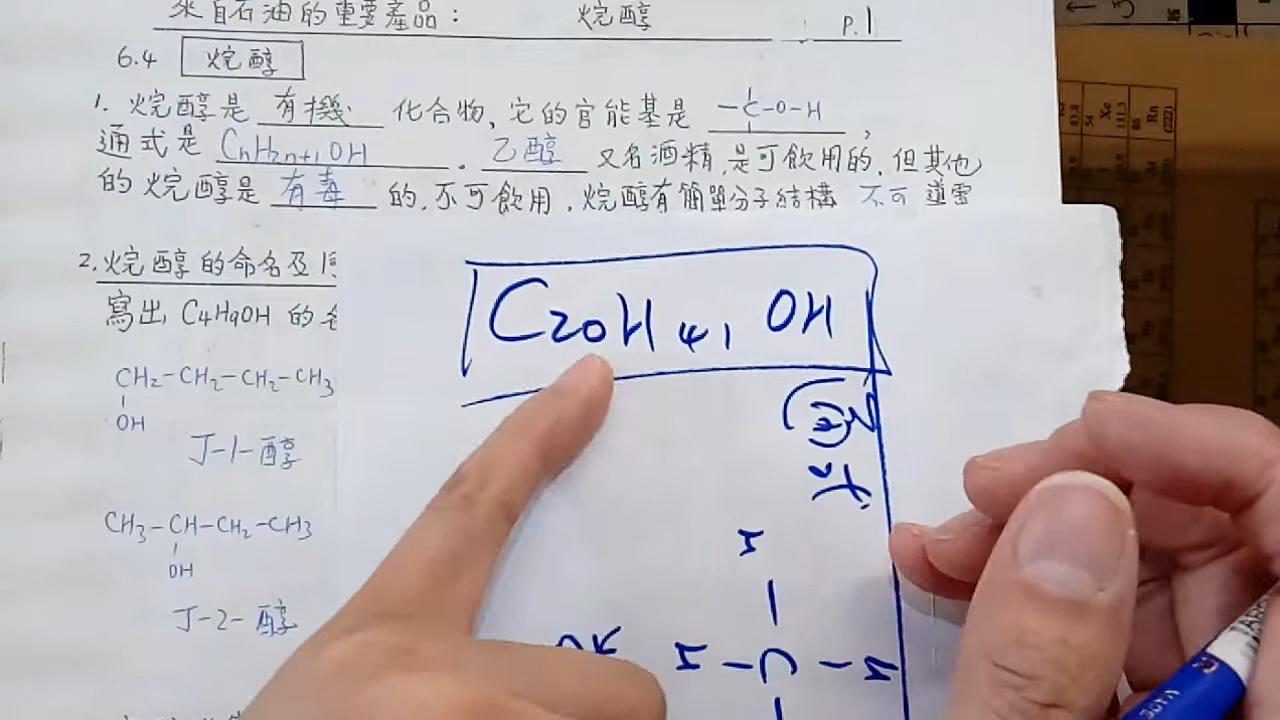 來自石油的重要產品： 烷醇 P.1
6.4 烷醇
1. 烷醇是 有機 化合物, 它的官能基是 -C-O-H ,
通式是 CnH2n+1OH . 乙醇 又名酒精, 是可飲用的, 但其他
的烷醇是 有毒 的, 不可飲用, 烷醇有簡單分子結構 不可 導電
2. 烷醇的命名及
寫出 C4H9OH 的
CH2-CH2-CH2-CH3
OH
丁-1-醇
CH3-CH-CH2-CH3
OH
丁-2-醇
C20H41 OH
H
H-C-H
Xe
Rn